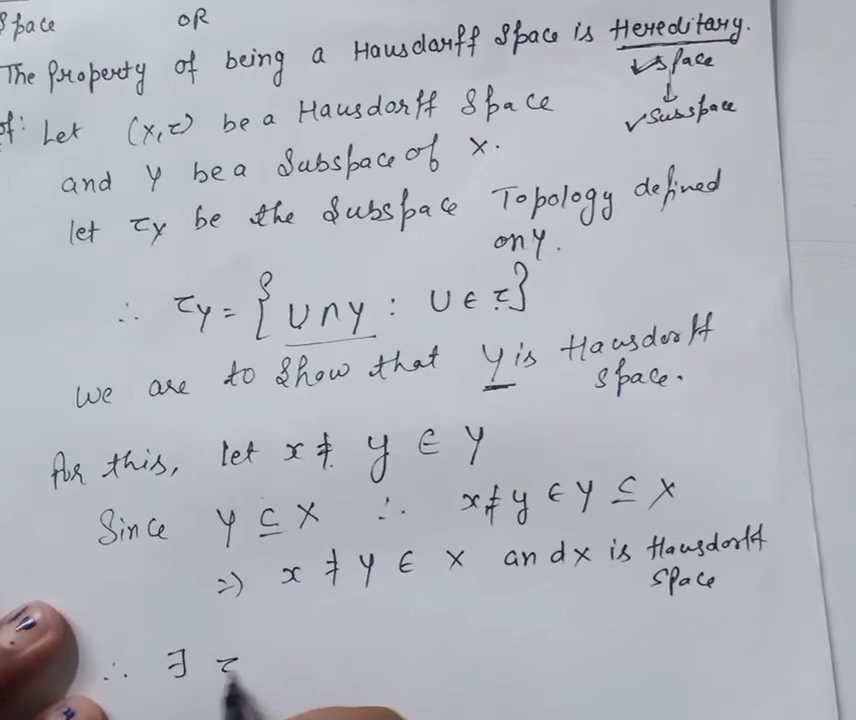 Space OR
The Property of being a Hausdorff Space is Hereditary.
✓space
↓
✓Subspace
of: Let (X,τ) be a Hausdorff Space
and Y be a Subspace of X.
let τy be the Subspace Topology defined
on Y.
∴ τy = { U∩Y : U ∈ τ }
We are to Show that Y is Hausdorff
Space.
For this, let x ≠ y ∈ Y
Since Y ⊆ X ∴ x ≠ y ∈ Y ⊆ X
=) x ≠ y ∈ X and X is Hausdorff
Space
∴ ∃ τ